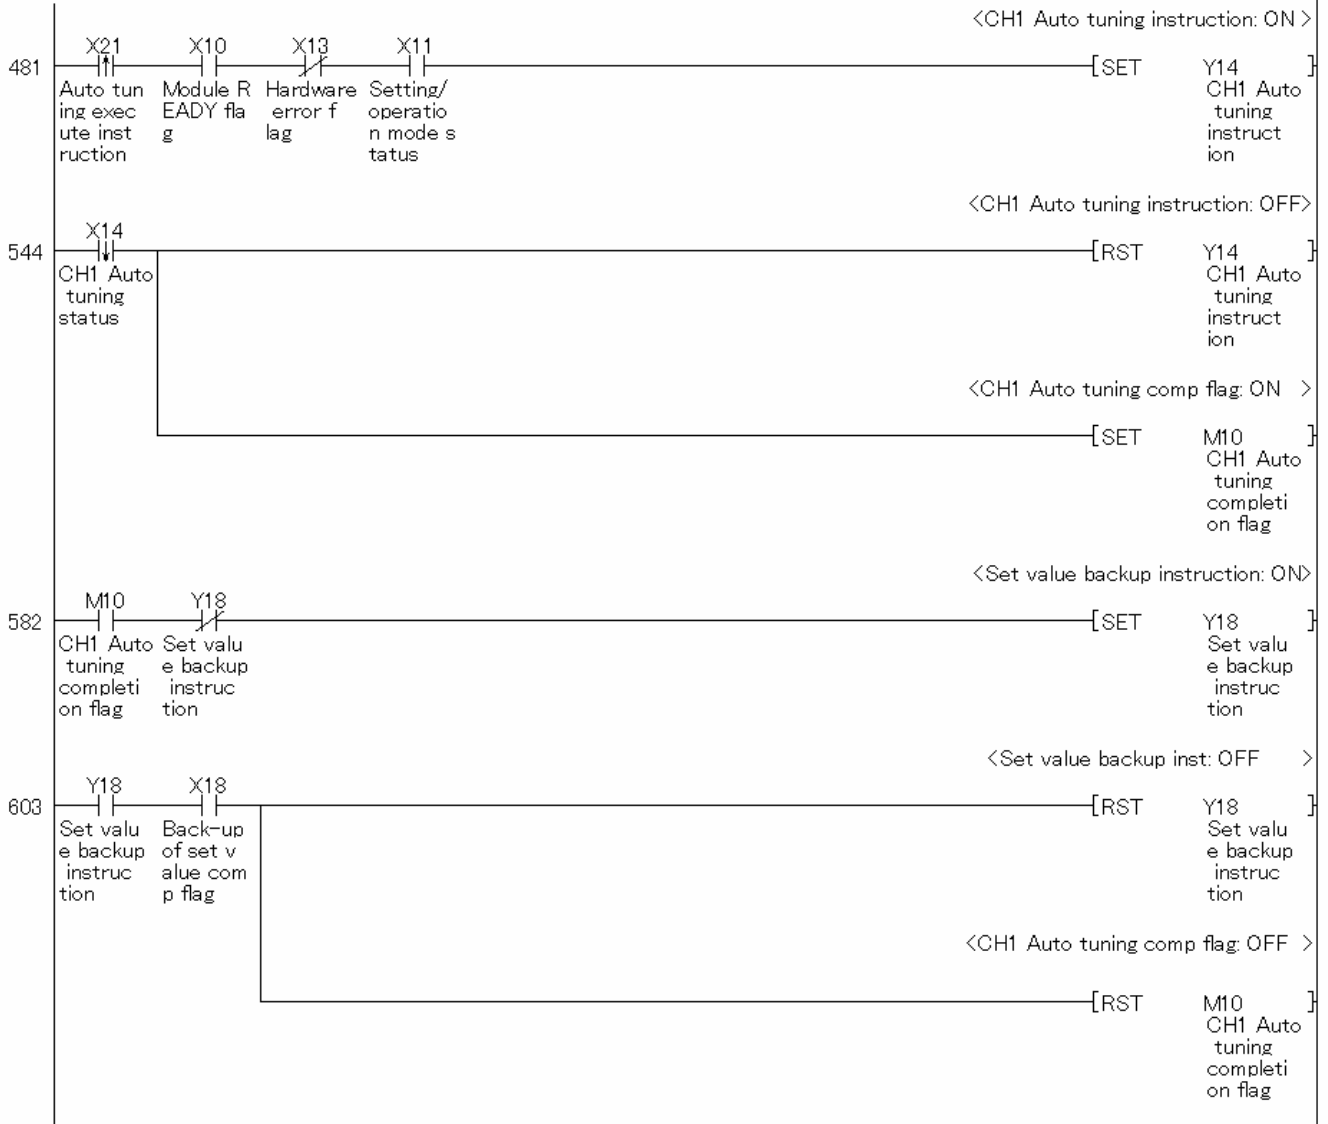 <CH1 Auto tuning instruction: ON >
X21 X10 X13 X11
481 [SET Y14 ]
Auto tun Module R Hardware Setting/ CH1 Auto
ing exec EADY fla error f operatio tuning
ute inst g lag n mode s instruct
ruction tatus ion
<CH1 Auto tuning instruction: OFF>
X14
544 [RST Y14 ]
CH1 Auto CH1 Auto
tuning tuning
status instruct
ion
<CH1 Auto tuning comp flag: ON >
[SET M10 ]
CH1 Auto
tuning
completi
on flag
<Set value backup instruction: ON>
M10 Y18
582 [SET Y18 ]
CH1 Auto Set valu Set valu
tuning e backup e backup
completi instruc instruc
on flag tion tion
<Set value backup inst: OFF >
Y18 X18
603 [RST Y18 ]
Set valu Back-up Set valu
e backup of set v e backup
instruc alue com instruc
tion p flag tion
<CH1 Auto tuning comp flag: OFF >
[RST M10 ]
CH1 Auto
tuning
completi
on flag